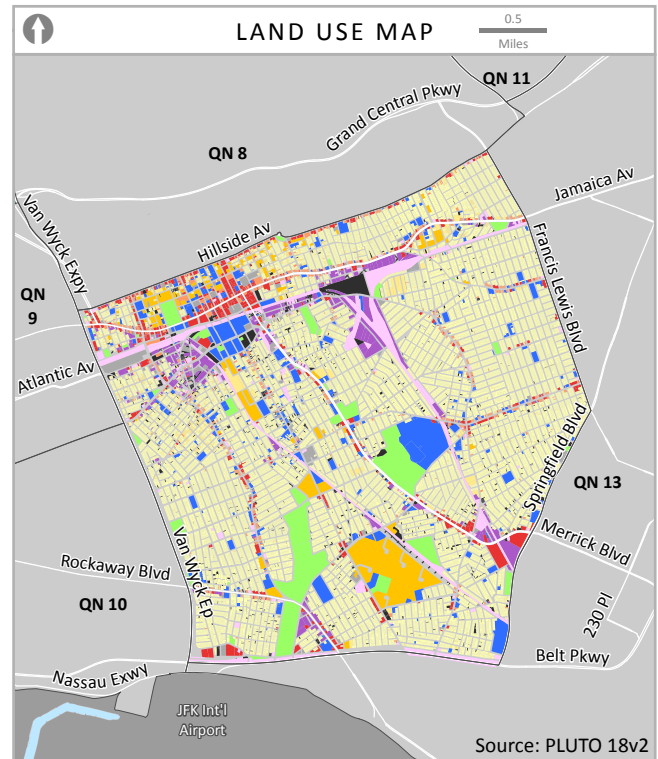 LAND USE MAP
0.5
Miles
QN 11
Grand Central Pkwy
QN 8
Jamaica Av
Van Wyck Expy
Hillside Av
Francis Lewis Blvd
QN
9
Atlantic Av
Springfield Blvd
QN 13
Merrick Blvd
Van Wyck Ep
Rockaway Blvd
QN 10
230 Pl
Belt Pkwy
Nassau Exwy
JFK Int'l
Airport
Source: PLUTO 18v2